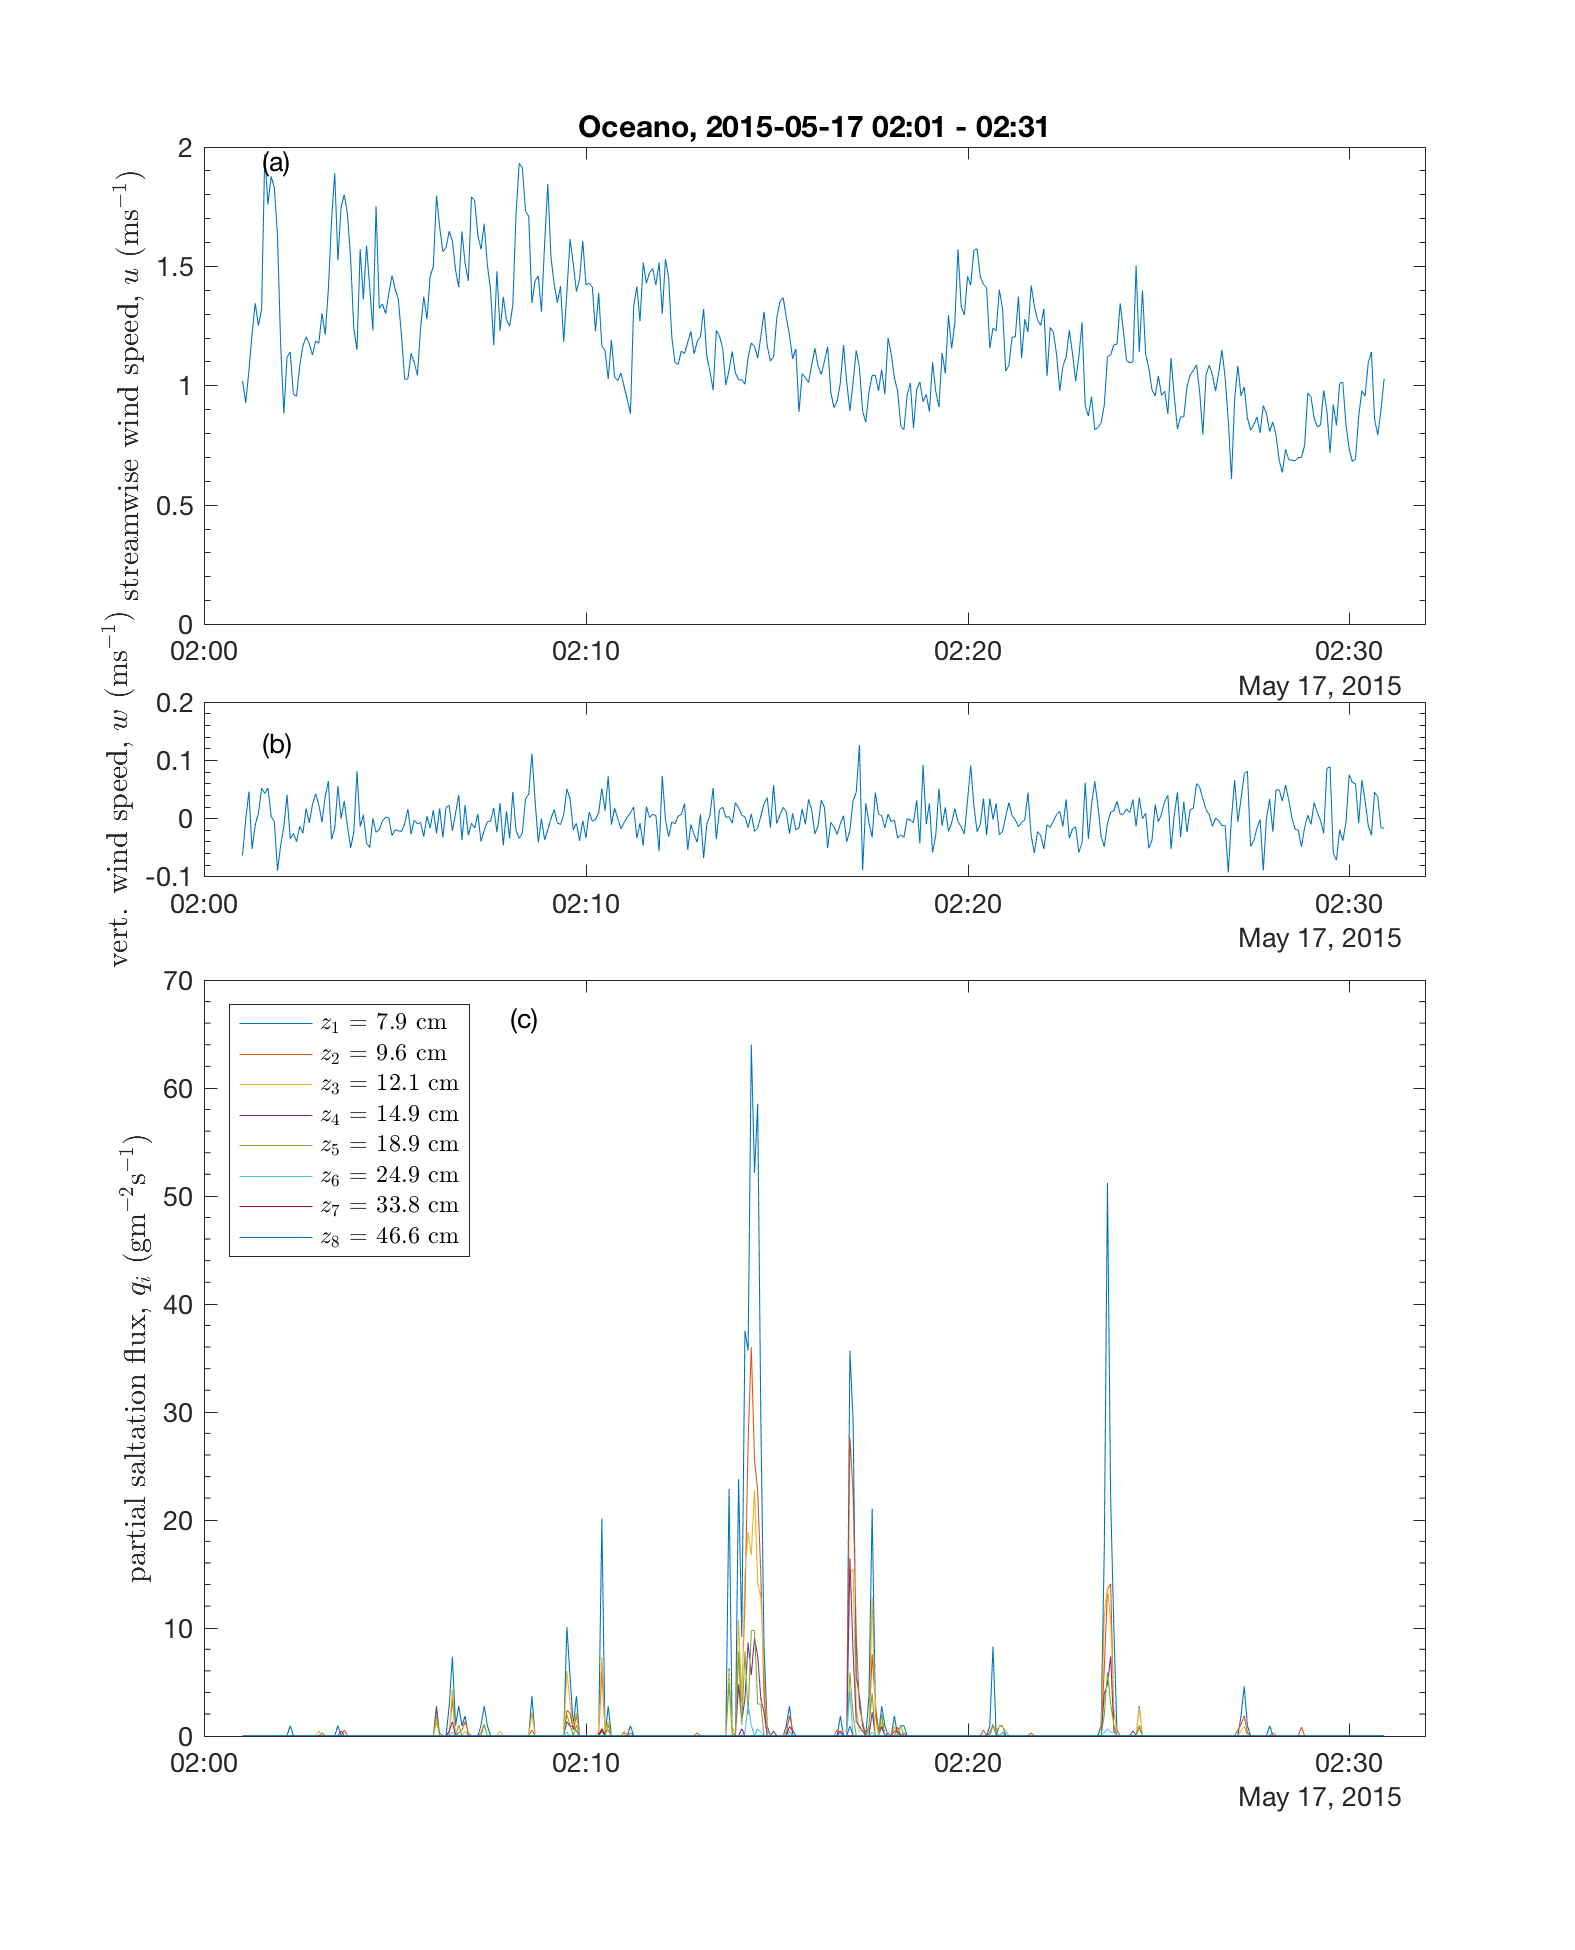 Oceano, 2015-05-17 02:01 - 02:31
(a)
streamwise wind speed, u (ms⁻¹)
2
1.5
1
0.5
0
02:00 02:10 02:20 02:30
May 17, 2015
(b)
vert. wind speed, w (ms⁻¹)
0.2
0.1
0
-0.1
02:00 02:10 02:20 02:30
May 17, 2015
(c)
partial saltation flux, qᵢ (gm⁻²s⁻¹)
70
60
50
40
30
20
10
0
z₁ = 7.9 cm
z₂ = 9.6 cm
z₃ = 12.1 cm
z₄ = 14.9 cm
z₅ = 18.9 cm
z₆ = 24.9 cm
z₇ = 33.8 cm
z₈ = 46.6 cm
02:00 02:10 02:20 02:30
May 17, 2015